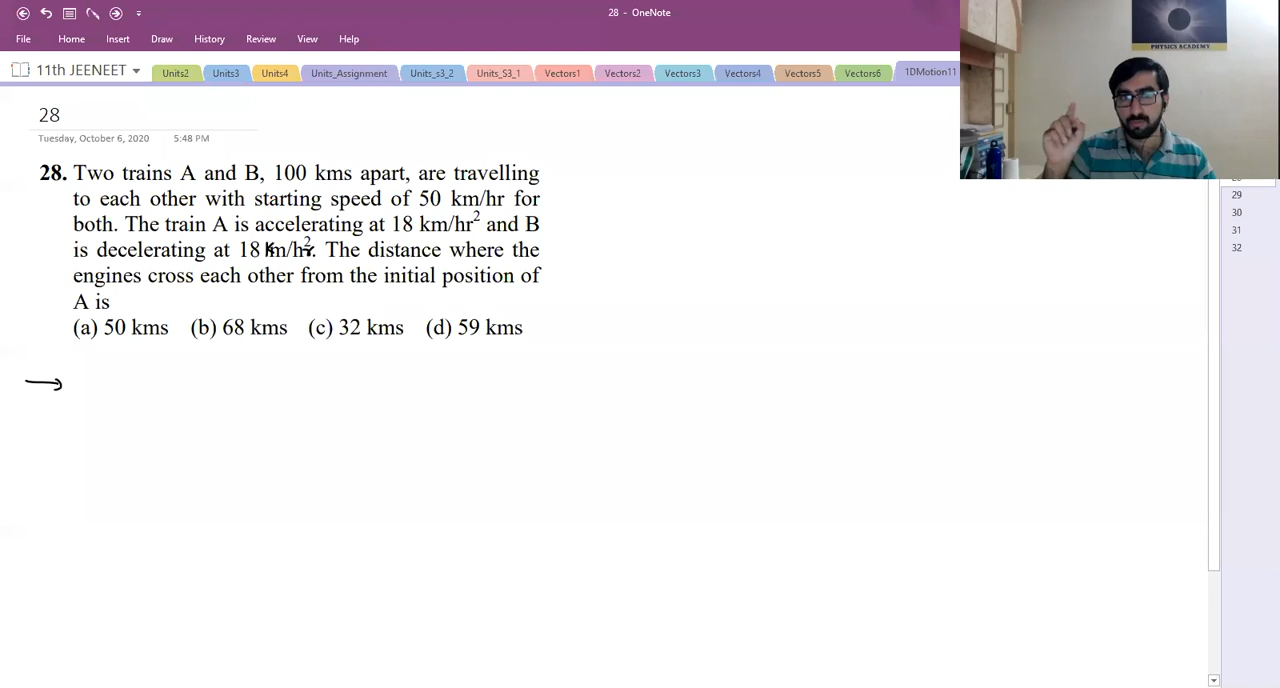 28 - OneNote
File Home Insert Draw History Review View Help
11th JEENEET Units2 Units3 Units4 Units_Assignment Units_s3_2 Units_S3_1 Vectors1 Vectors2 Vectors3 Vectors4 Vectors5 Vectors6 1DMotion11
PHYSICS ACADEMY
28
Tuesday, October 6, 2020 5:48 PM
28. Two trains A and B, 100 kms apart, are travelling
to each other with starting speed of 50 km/hr for
both. The train A is accelerating at 18 km/hr² and B
is decelerating at 18 km/hr². The distance where the
engines cross each other from the initial position of
A is
(a) 50 kms (b) 68 kms (c) 32 kms (d) 59 kms
29
30
31
32